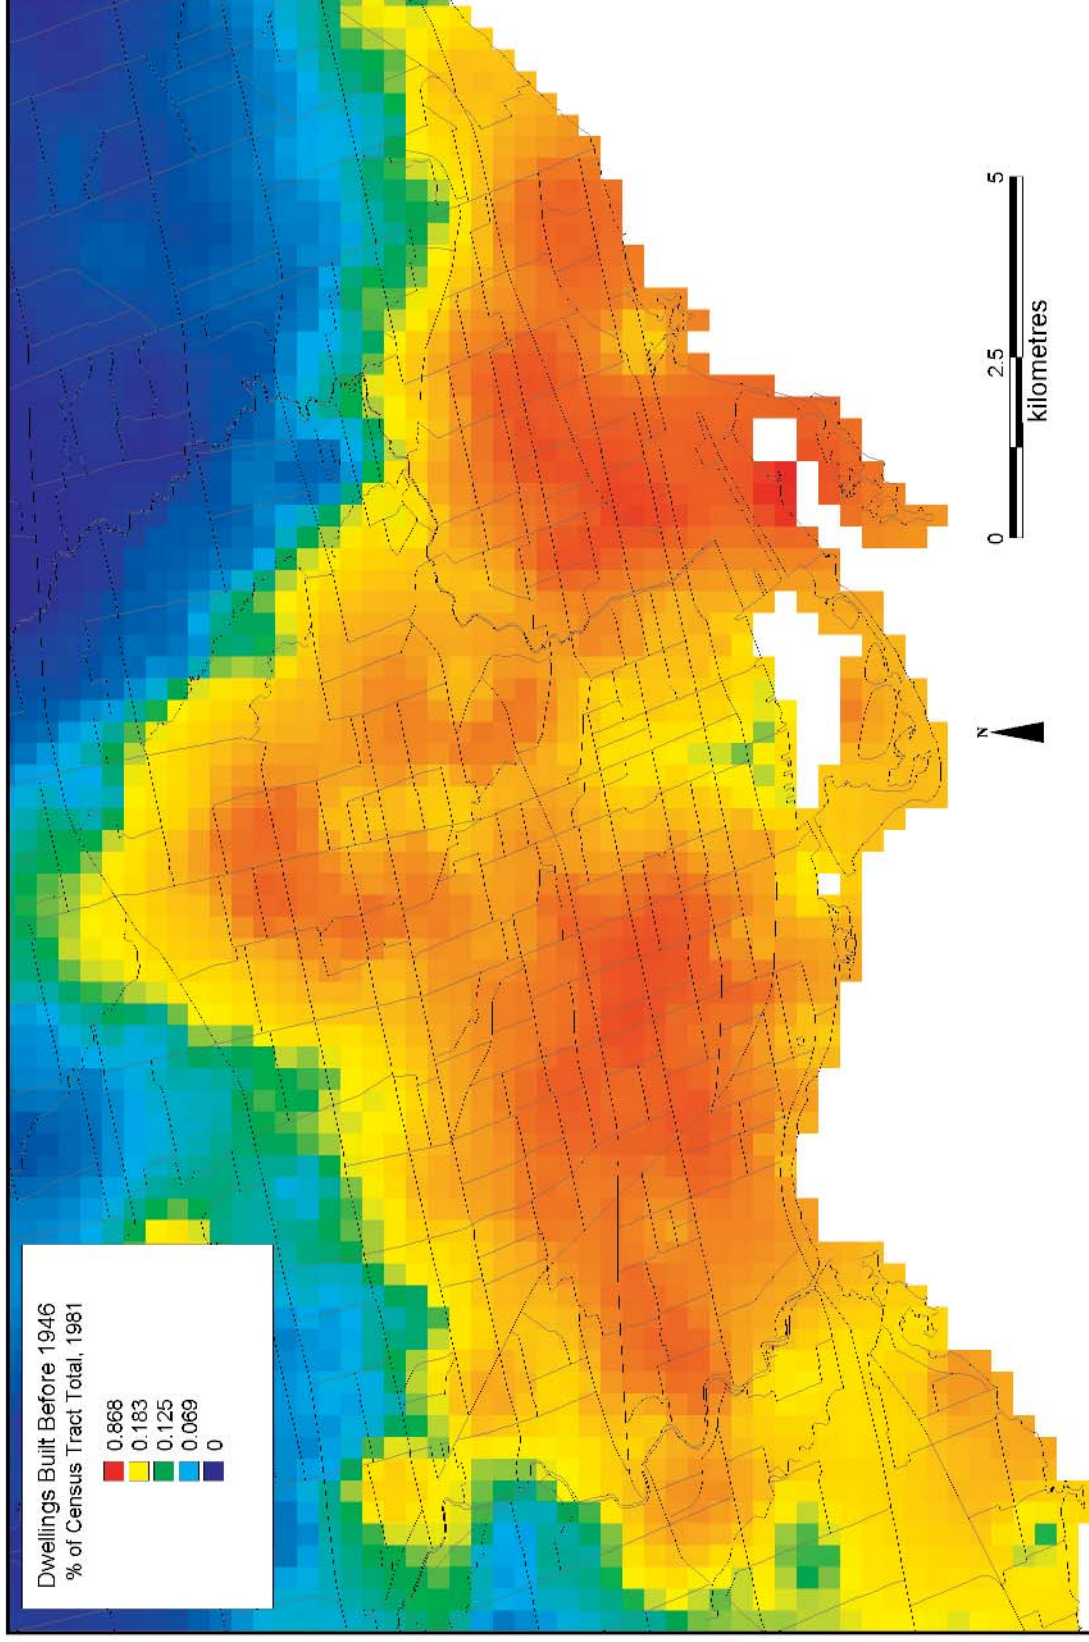 Dwellings Built Before 1946
% of Census Tract Total, 1981
0.868
0.183
0.125
0.069
0
N
0 2.5 5
kilometres